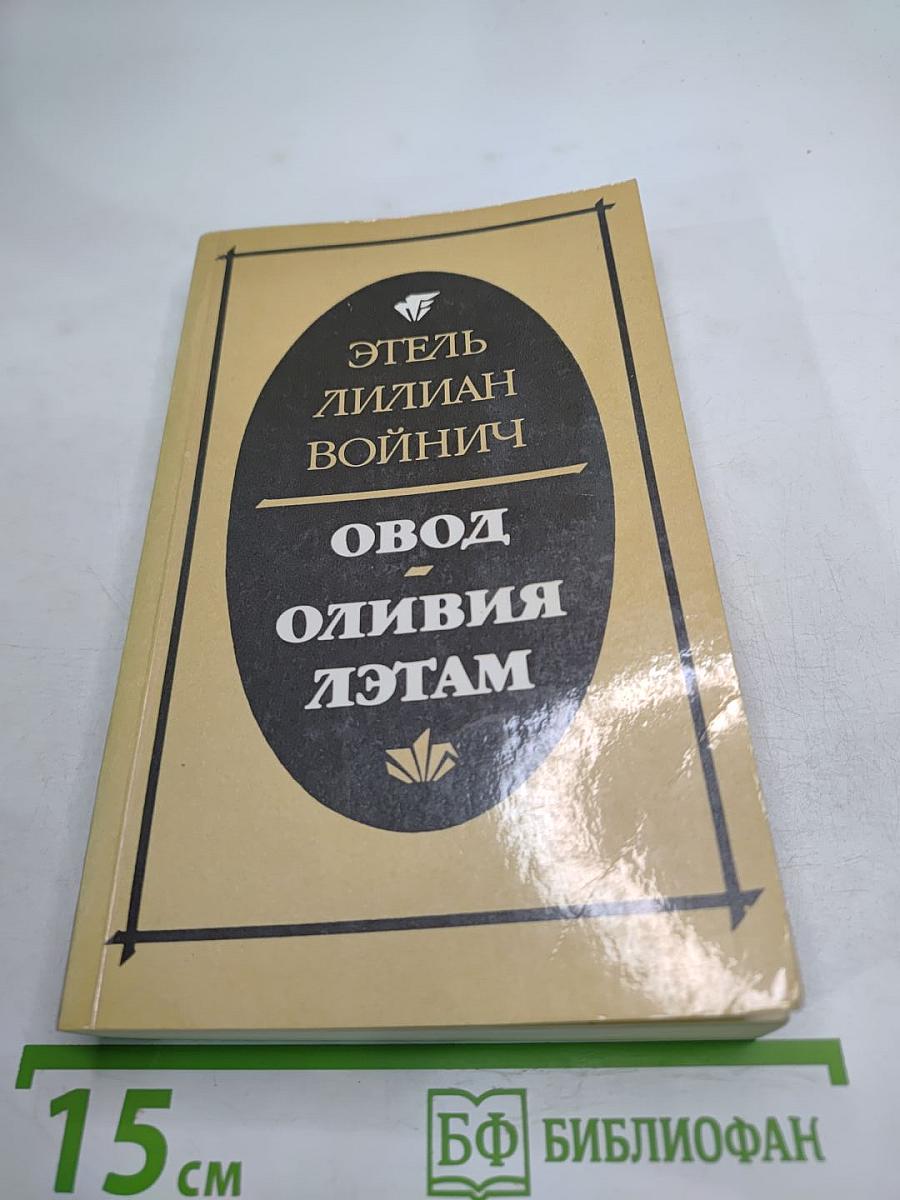 ЭТЕЛЬ
ЛИЛИАН
ВОЙНИЧ
ОВОД
ОЛИВИЯ
ЛЭТАМ
15 см
БФ БИБЛИОФАН